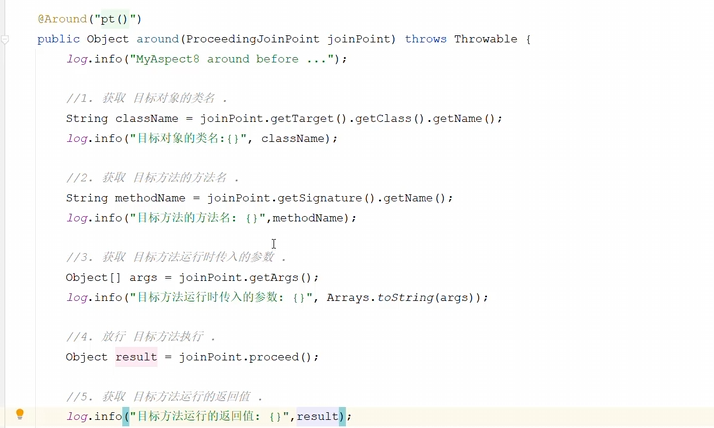 @Around("pt()")
public Object around(ProceedingJoinPoint joinPoint) throws Throwable {
log.info("MyAspect8 around before ...");
//1. 获取 目标对象的类名 .
String className = joinPoint.getTarget().getClass().getName();
log.info("目标对象的类名:{}", className);
//2. 获取 目标方法的方法名 .
String methodName = joinPoint.getSignature().getName();
log.info("目标方法的方法名: {}",methodName);
//3. 获取 目标方法运行时传入的参数 .
Object[] args = joinPoint.getArgs();
log.info("目标方法运行时传入的参数: {}", Arrays.toString(args));
//4. 放行 目标方法执行 .
Object result = joinPoint.proceed();
//5. 获取 目标方法运行的返回值 .
log.info("目标方法运行的返回值: {}",result);